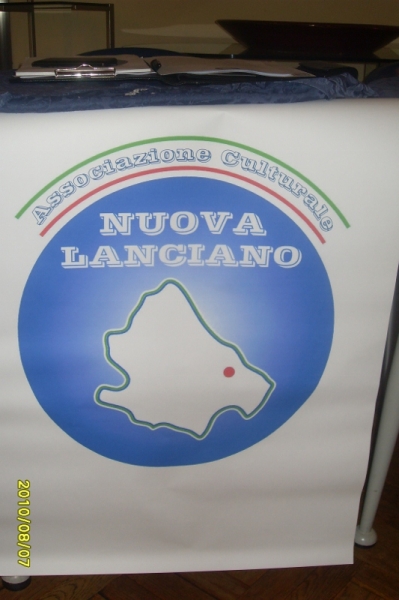 Associazione Culturale
NUOVA
LANCIANO
2010/08/07